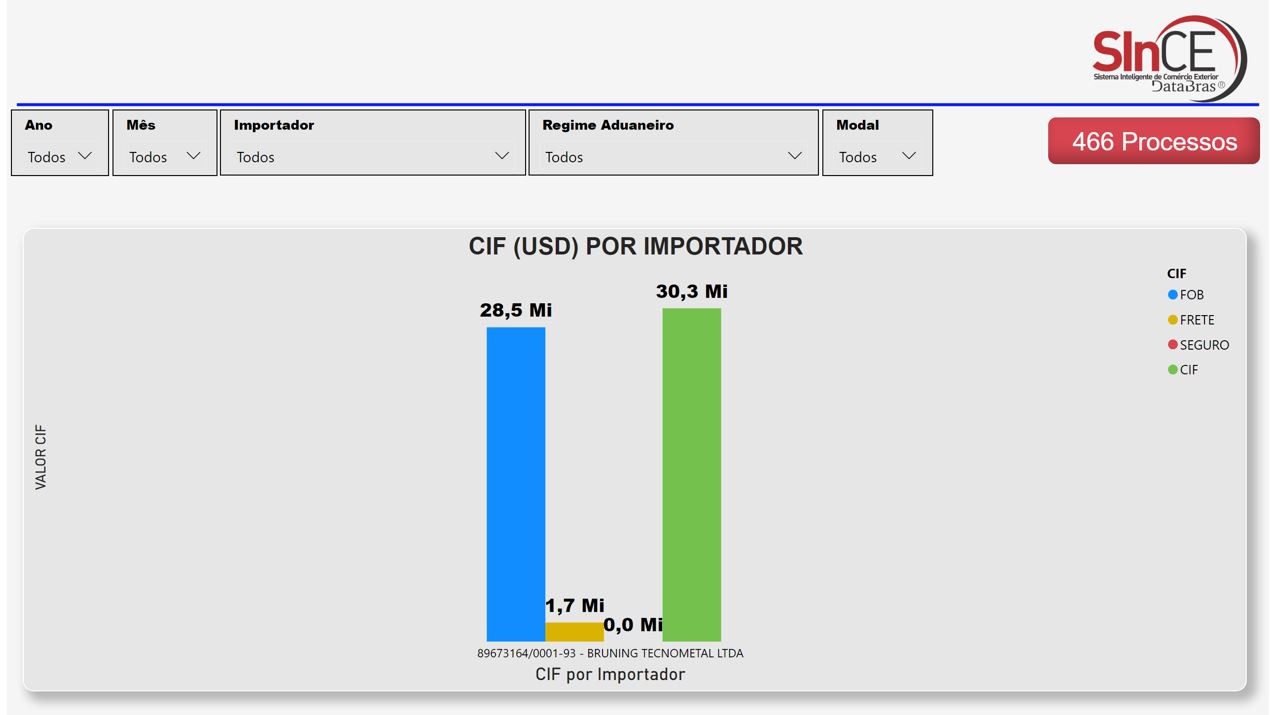 SInCE
Sistema Inteligente de Comércio Exterior
DataBras®
Ano
Todos
Mês
Todos
Importador
Todos
Regime Aduaneiro
Todos
Modal
Todos
466 Processos
CIF (USD) POR IMPORTADOR
CIF
FOB
FRETE
SEGURO
CIF
VALOR CIF
28,5 Mi
1,7 Mi
0,0 Mi
30,3 Mi
89673164/0001-93 - BRUNING TECNOMETAL LTDA
CIF por Importador